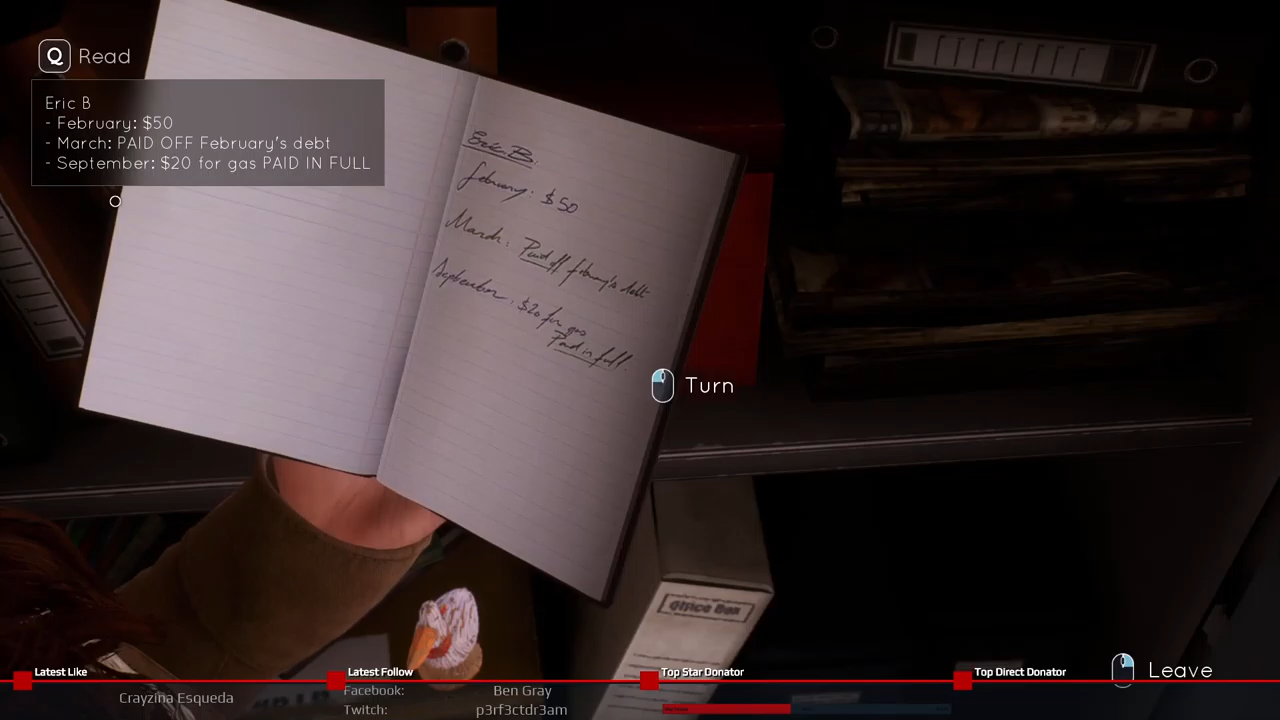 Q Read
Eric B
- February: $50
- March: PAID OFF February's debt
- September: $20 for gas PAID IN FULL
Eric B.
February. $50
March: Paid off february's debt
September. $20 for gas
Paid in full.
Turn
Office Box
Leave
Latest Like
Crayzina Esqueda
Latest Follow
Facebook: Ben Gray
Twitch: p3rf3ctdr3am
Top Star Donator
Top Direct Donator